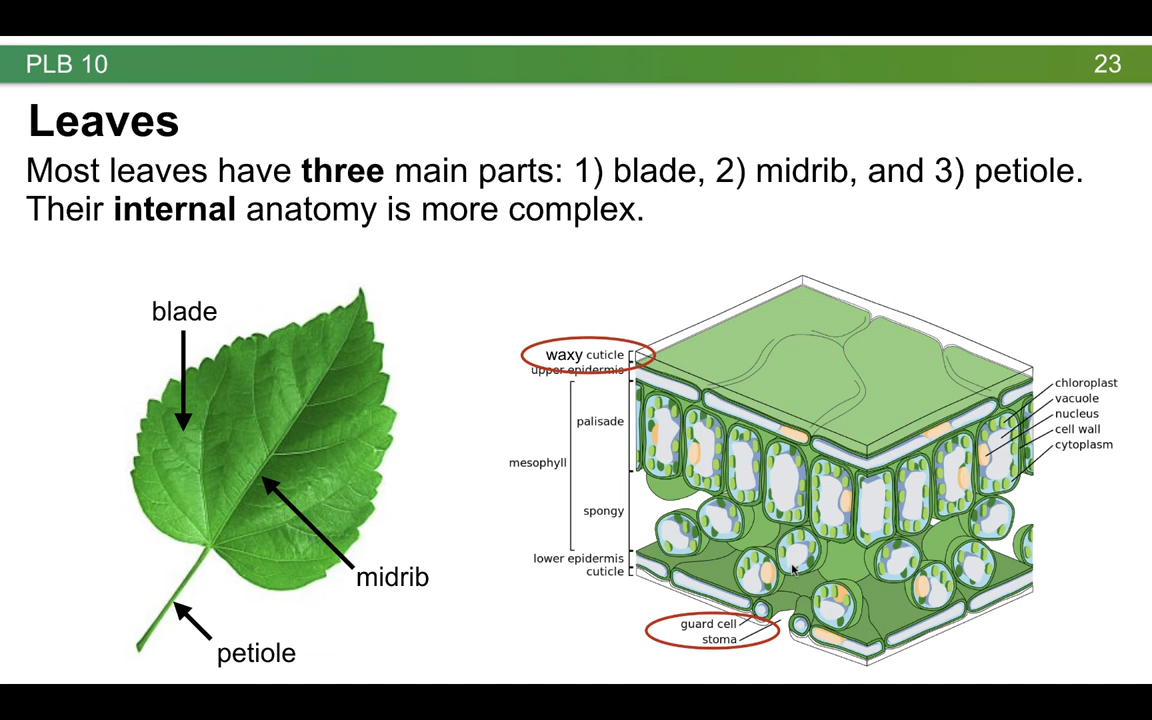 PLB 10
23
Leaves
Most leaves have three main parts: 1) blade, 2) midrib, and 3) petiole.
Their internal anatomy is more complex.
blade
midrib
petiole
waxy cuticle
upper epidermis
palisade
mesophyll
spongy
lower epidermis
cuticle
guard cell
stoma
chloroplast
vacuole
nucleus
cell wall
cytoplasm